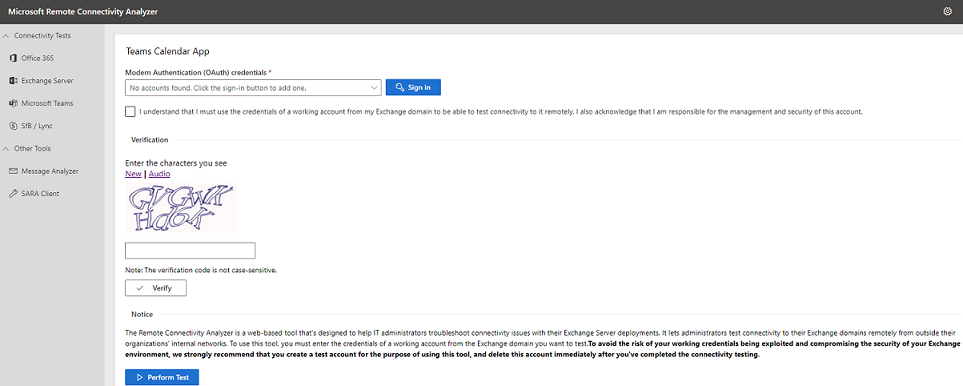 Microsoft Remote Connectivity Analyzer
Connectivity Tests
Office 365
Exchange Server
Microsoft Teams
SfB / Lync
Other Tools
Message Analyzer
SARA Client
Teams Calendar App
Modern Authentication (OAuth) credentials *
No accounts found. Click the sign-in button to add one.
Sign in
I understand that I must use the credentials of a working account from my Exchange domain to be able to test connectivity to it remotely. I also acknowledge that I am responsible for the management and security of this account.
Verification
Enter the characters you see
New | Audio
Note: The verification code is not case-sensitive.
Verify
Notice
The Remote Connectivity Analyzer is a web-based tool that's designed to help IT administrators troubleshoot connectivity issues with their Exchange Server deployments. It lets administrators test connectivity to their Exchange domains remotely from outside their
organizations' internal networks. To use this tool, you must enter the credentials of a working account from the Exchange domain you want to test.To avoid the risk of your working credentials being exploited and compromising the security of your Exchange
environment, we strongly recommend that you create a test account for the purpose of using this tool, and delete this account immediately after you've completed the connectivity testing.
Perform Test